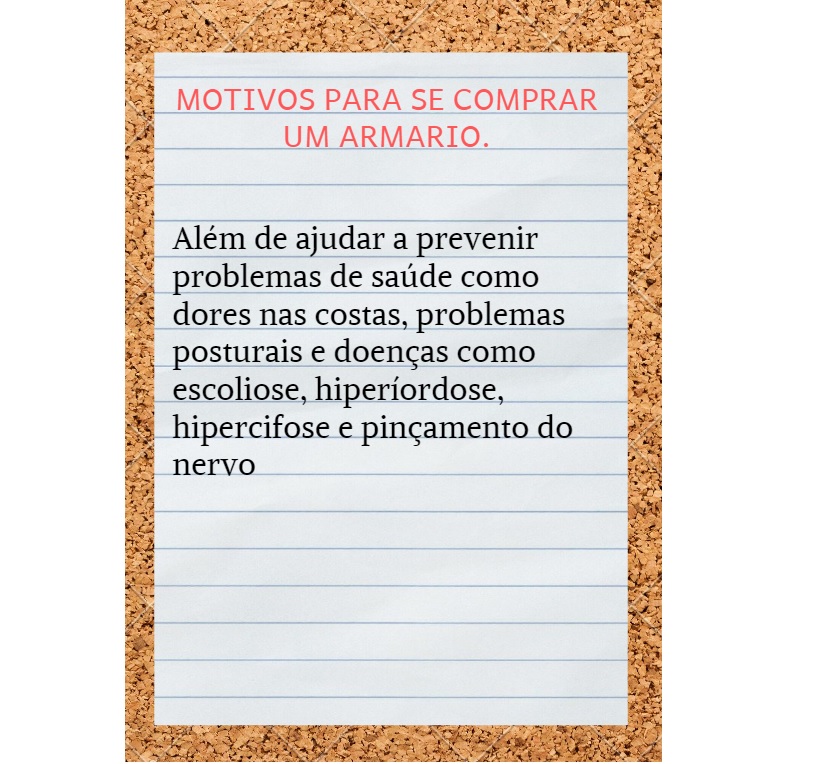 MOTIVOS PARA SE COMPRAR
UM ARMARIO.
Além de ajudar a prevenir
problemas de saúde como
dores nas costas, problemas
posturais e doenças como
escoliose, hiperíordose,
hipercifose e pinçamento do
nervo